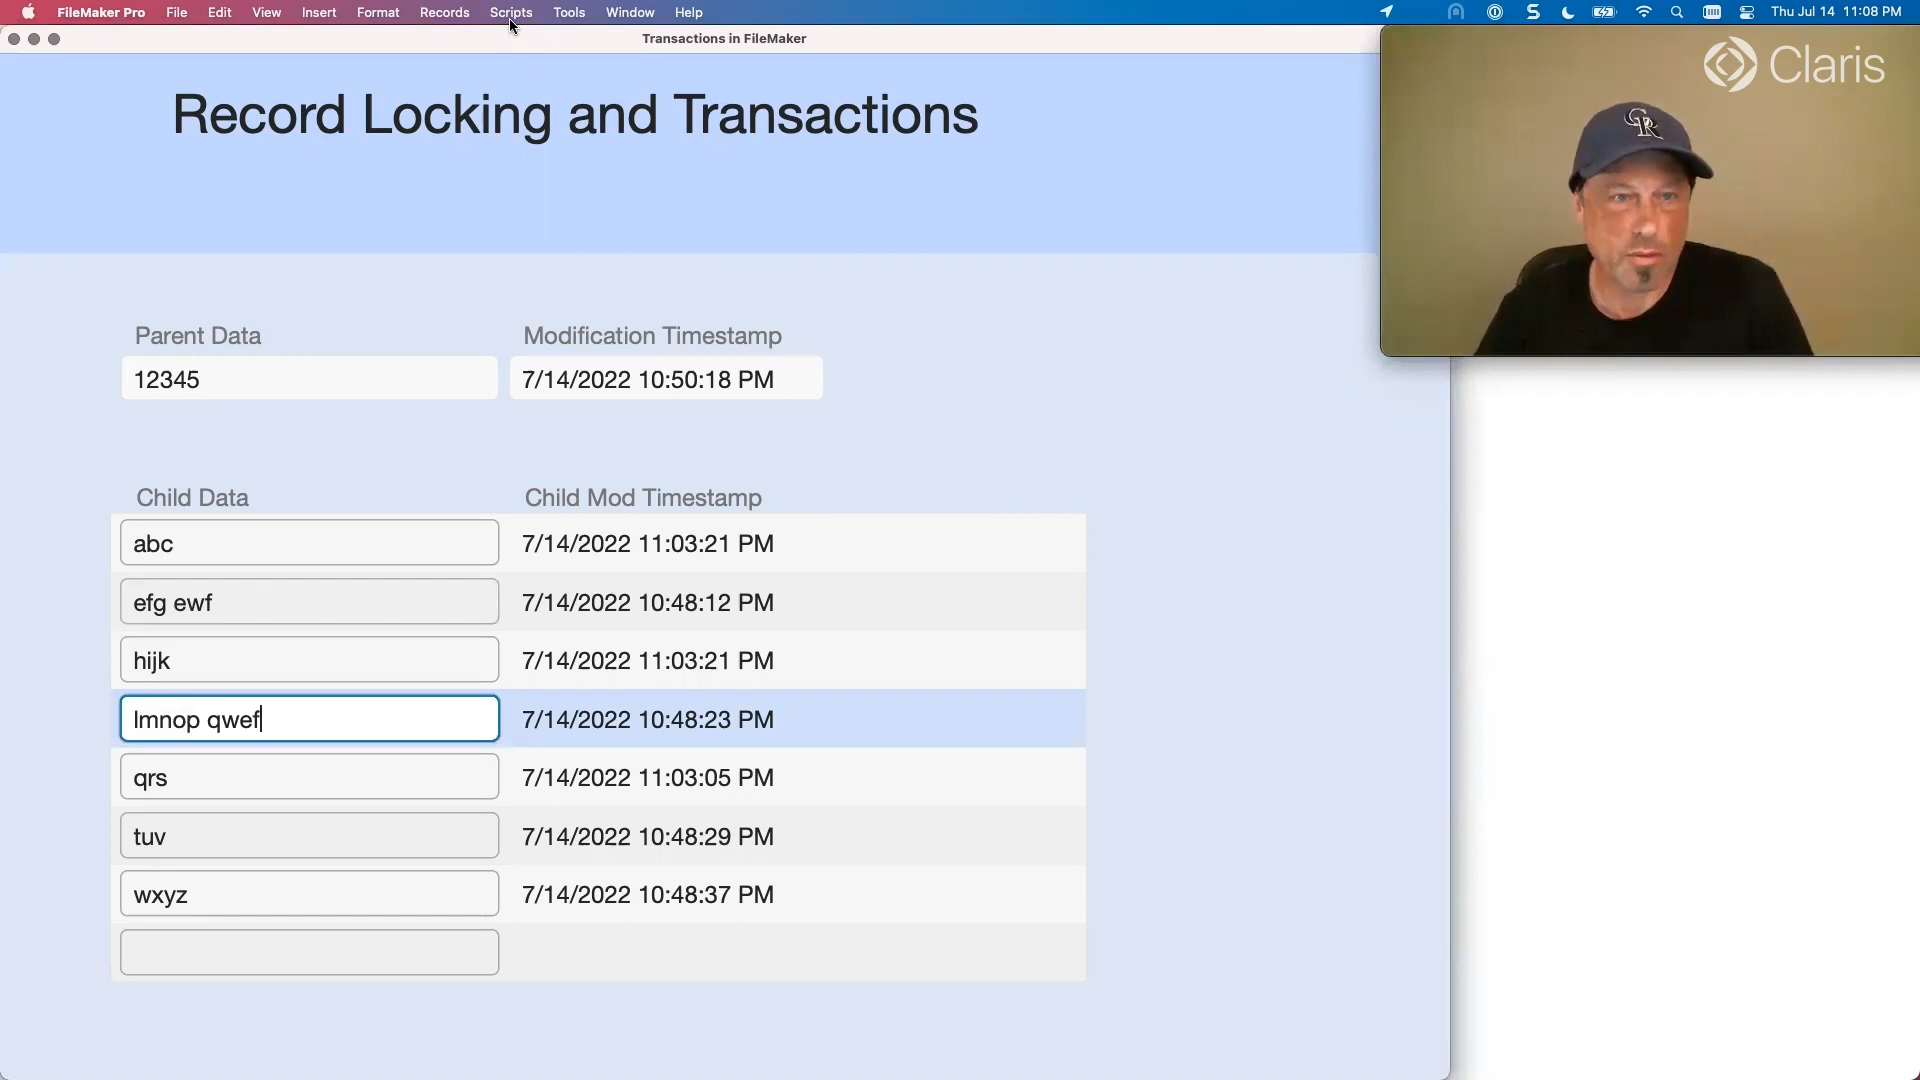 FileMaker Pro File Edit View Insert Format Records Scripts Tools Window Help Thu Jul 14 11:08 PM
Transactions in FileMaker
Claris
CR
Record Locking and Transactions
Parent Data Modification Timestamp
12345 7/14/2022 10:50:18 PM
Child Data Child Mod Timestamp
abc 7/14/2022 11:03:21 PM
efg ewf 7/14/2022 10:48:12 PM
hijk 7/14/2022 11:03:21 PM
lmnop qwef 7/14/2022 10:48:23 PM
qrs 7/14/2022 11:03:05 PM
tuv 7/14/2022 10:48:29 PM
wxyz 7/14/2022 10:48:37 PM